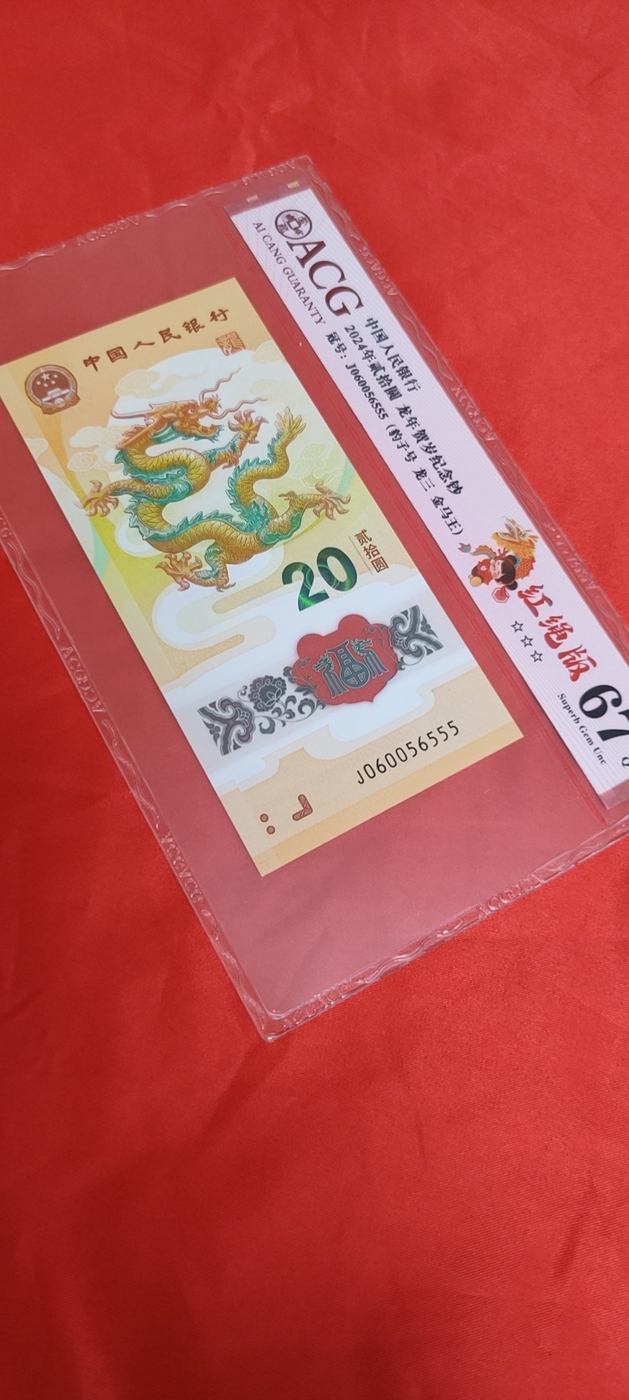 中国人民银行
贰拾圆
20
J060056555
ACG
AI CANG GUARANTY
中国人民银行
2024年贰拾圆 龙年贺岁纪念钞
冠号：J060056555（豹子号 龙三 金马王）
红绳版
☆☆☆
67
Superb Gem Unc